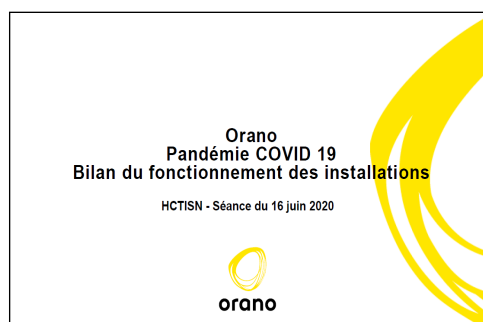 Orano
Pandémie COVID 19
Bilan du fonctionnement des installations
HCTISN - Séance du 16 juin 2020
orano